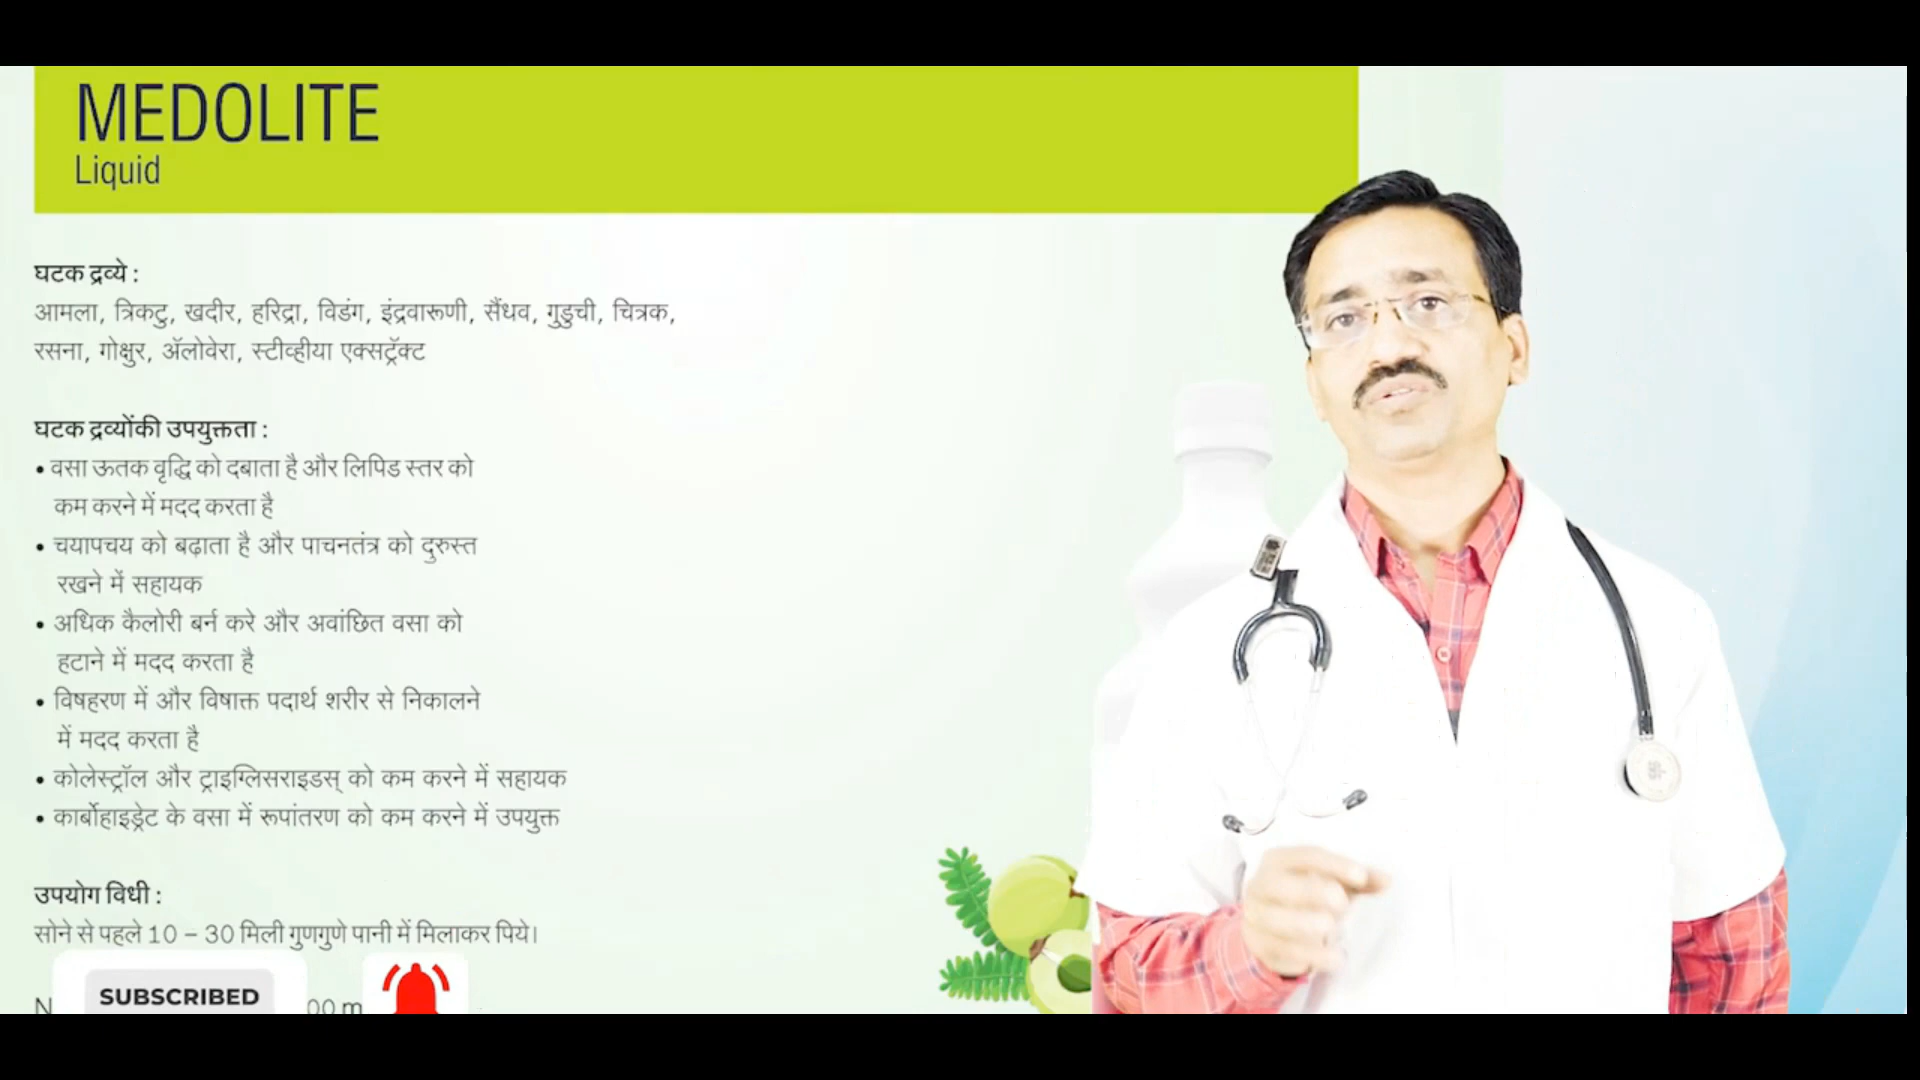 MEDOLITE
Liquid
घटक द्रव्ये :
आमला, त्रिकटु, खदीर, हरिद्रा, विडंग, इंद्रवारूणी, सैंधव, गुडुची, चित्रक,
रसना, गोक्षुर, ॲलोवेरा, स्टीव्हीया एक्सट्रॅक्ट
घटक द्रव्योंकी उपयुक्तता :
• वसा ऊतक वृद्धि को दबाता है और लिपिड स्तर को
कम करने में मदद करता है
• चयापचय को बढ़ाता है और पाचनतंत्र को दुरुस्त
रखने में सहायक
• अधिक कैलोरी बर्न करे और अवांछित वसा को
हटाने में मदद करता है
• विषहरण में और विषाक्त पदार्थ शरीर से निकालने
में मदद करता है
• कोलेस्ट्रॉल और ट्राइग्लिसराइडस् को कम करने में सहायक
• कार्बोहाइड्रेट के वसा में रूपांतरण को कम करने में उपयुक्त
उपयोग विधी :
सोने से पहले 10 – 30 मिली गुणगुणे पानी में मिलाकर पिये।
SUBSCRIBED